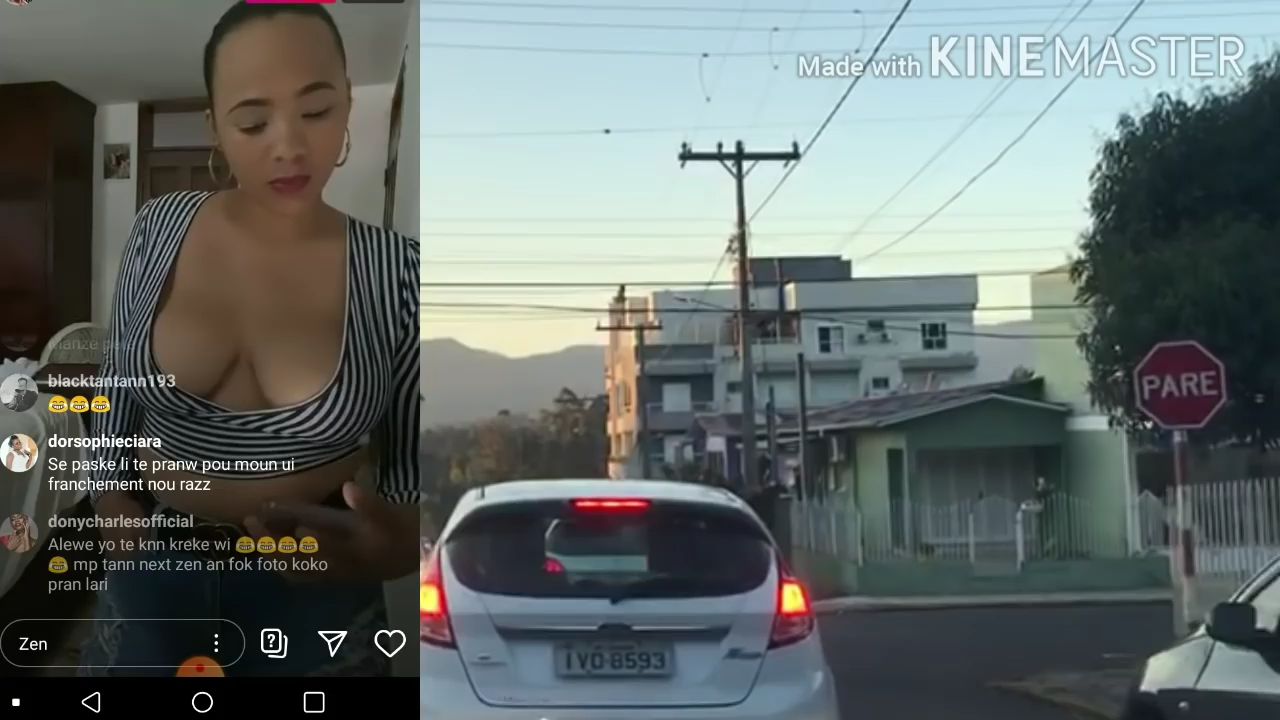 Made with KINEMASTER
blacktantann193
😂😂😂
dorsophieciara
Se paske li te pranw pou moun ui
franchement nou razz
donycharlesofficial
Alewe yo te knn kreke wi 😂😂😂😂
😂 mp tann next zen an fok foto koko
pran lari
Zen
PARE
IVO-8593